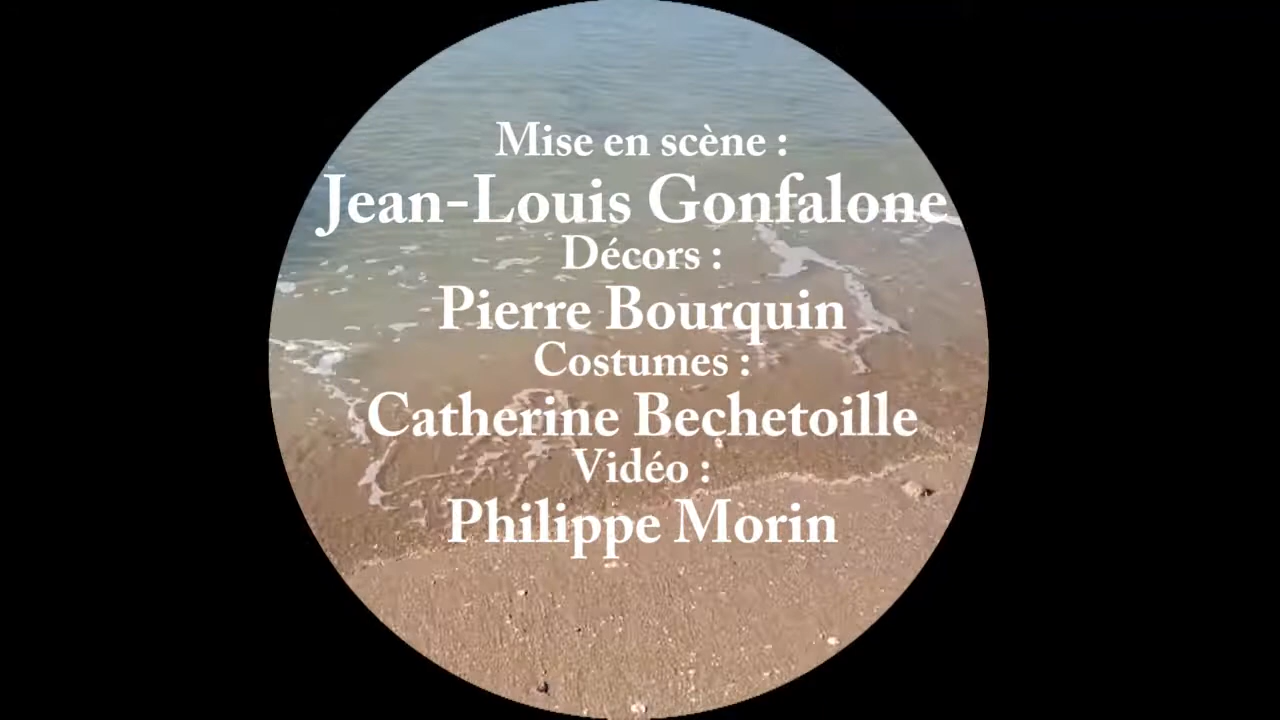 Mise en scène :
Jean-Louis Gonfalone
Décors :
Pierre Bourquin
Costumes :
Catherine Bechetoille
Vidéo :
Philippe Morin